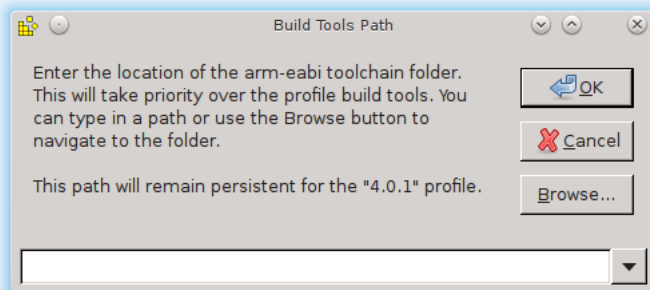 Build Tools Path
Enter the location of the arm-eabi toolchain folder.
This will take priority over the profile build tools. You
can type in a path or use the Browse button to
navigate to the folder.
This path will remain persistent for the "4.0.1" profile.
OK
Cancel
Browse...